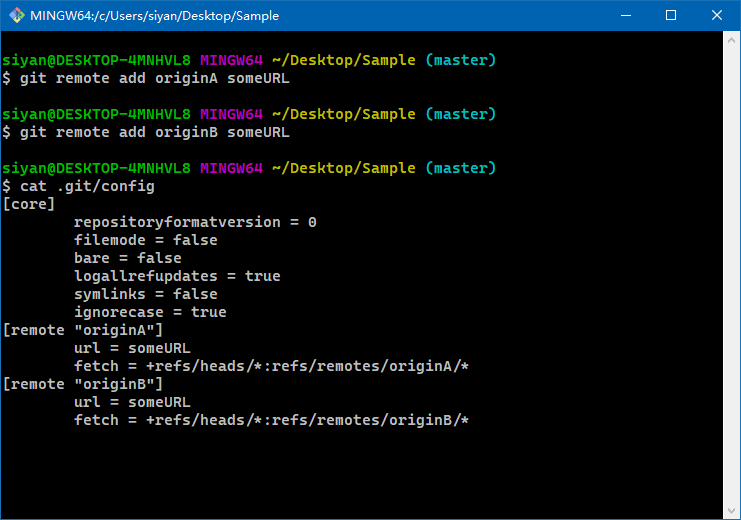 MINGW64:/c/Users/siyan/Desktop/Sample
siyan@DESKTOP-4MNHVL8 MINGW64 ~/Desktop/Sample (master)
$ git remote add originA someURL
siyan@DESKTOP-4MNHVL8 MINGW64 ~/Desktop/Sample (master)
$ git remote add originB someURL
siyan@DESKTOP-4MNHVL8 MINGW64 ~/Desktop/Sample (master)
$ cat .git/config
[core]
        repositoryformatversion = 0
        filemode = false
        bare = false
        logallrefupdates = true
        symlinks = false
        ignorecase = true
[remote "originA"]
        url = someURL
        fetch = +refs/heads/*:refs/remotes/originA/*
[remote "originB"]
        url = someURL
        fetch = +refs/heads/*:refs/remotes/originB/*